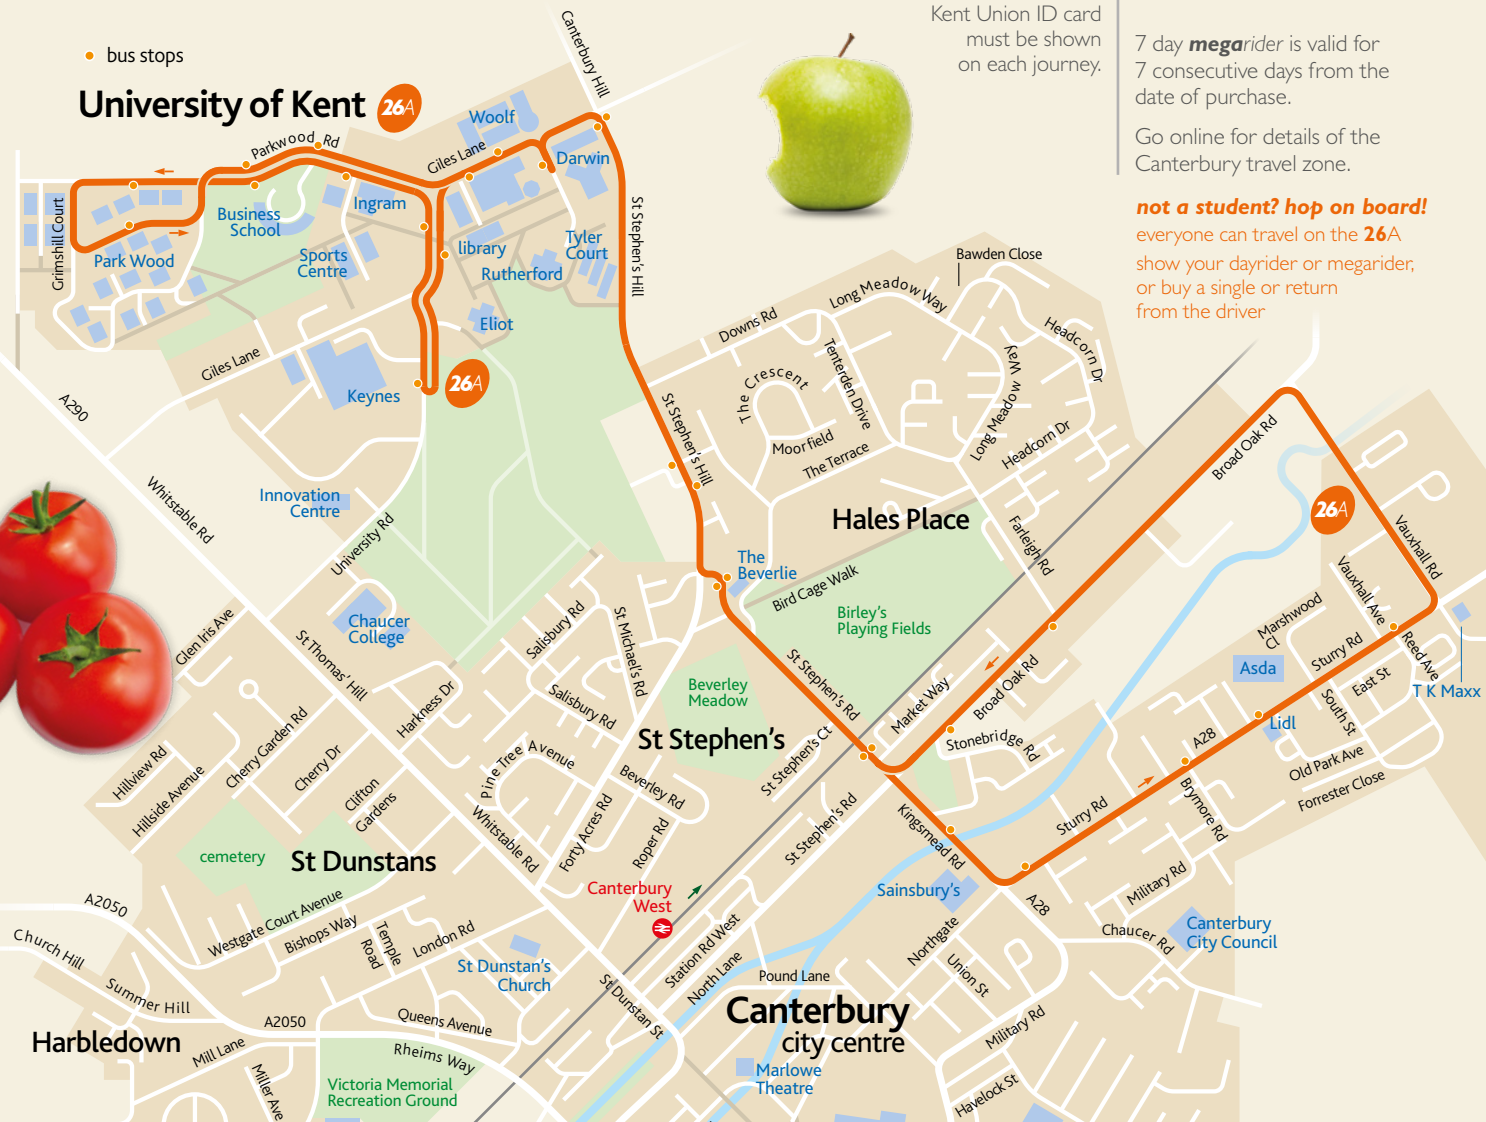 Kent Union ID card
must be shown
on each journey.
7 day megarider is valid for
7 consecutive days from the
date of purchase.
Go online for details of the
Canterbury travel zone.
not a student? hop on board!
everyone can travel on the 26A
show your dayrider or megarider,
or buy a single or return
from the driver
bus stops
University of Kent
26A
Canterbury Hill
Woolf
Parkwood Rd
Giles Lane
Darwin
Grimshill Court
Business
School
Ingram
Park Wood
Sports
Centre
library
Rutherford
Tyler
Court
St Stephen's Hill
Eliot
Giles Lane
Keynes
26A
A290
Bawden Close
Long Meadow Way
Downs Rd
Headcorn Dr
The Crescent
Tenterden Drive
Long Meadow Way
Moorfield
The Terrace
Headcorn Dr
St Stephen's Hill
Broad Oak Rd
26A
Whitstable Rd
Innovation
Centre
University Rd
Hales Place
Farleigh Rd
Vauxhall Rd
Vauxhall Ave
The
Beverlie
Bird Cage Walk
Birley's
Playing Fields
Chaucer
College
Glen Iris Ave
St Thomas' Hill
Salisbury Rd
St Michael's Rd
Marshwood
Cl
Sturry Rd
Reed Ave
Asda
East St
T K Maxx
South St
Lidl
A28
Old Park Ave
Forrester Close
St Stephen's Rd
Market Way
Broad Oak Rd
Stonebridge Rd
Beverley
Meadow
Harkness Dr
Salisbury Rd
St Stephen's
St Stephen's Ct
Cherry Garden Rd
Hillview Rd
Hillside Avenue
Cherry Dr
Clifton
Gardens
Pine Tree Avenue
Beverley Rd
Whitstable Rd
Forty Acres Rd
Roper Rd
St Stephen's Rd
Kingsmead Rd
Sturry Rd
Brymore Rd
cemetery
St Dunstans
Canterbury
West
Sainsbury's
A28
Military Rd
Chaucer Rd
Canterbury
City Council
A2050
Church Hill
Westgate Court Avenue
Bishops Way
Temple
Road
London Rd
St Dunstan's
Church
Station Rd West
North Lane
Northgate
Union St
Pound Lane
Summer Hill
St Dunstan St
Canterbury
city centre
Military Rd
A2050
Queens Avenue
Harbledown
Mill Lane
Rheims Way
Miller Ave
Victoria Memorial
Recreation Ground
Marlowe
Theatre
Havelock St